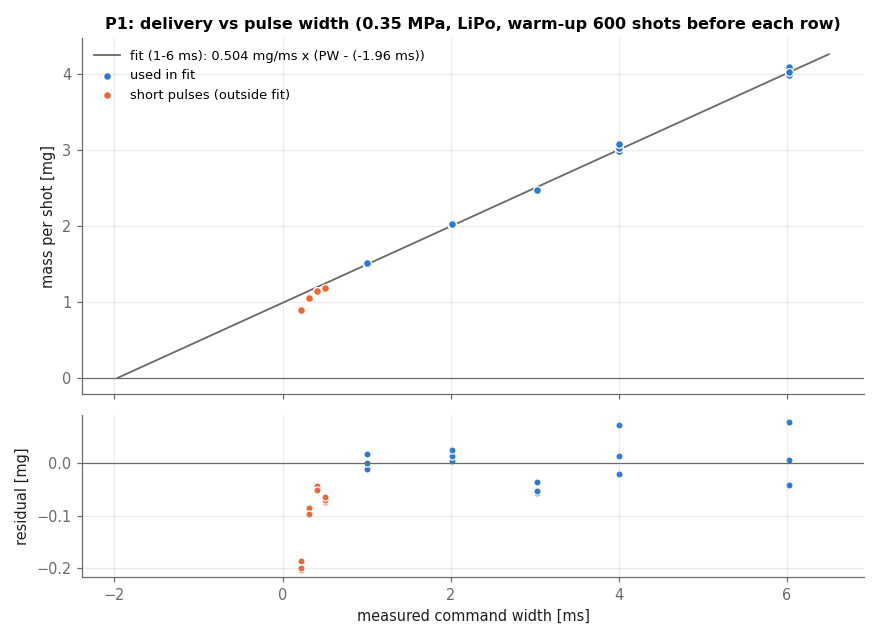 P1: delivery vs pulse width (0.35 MPa, LiPo, warm-up 600 shots before each row)
fit (1-6 ms): 0.504 mg/ms x (PW - (-1.96 ms))
used in fit
short pulses (outside fit)
mass per shot [mg]
4
3
2
1
0
residual [mg]
0.0
−0.1
−0.2
−2
0
2
4
6
measured command width [ms]